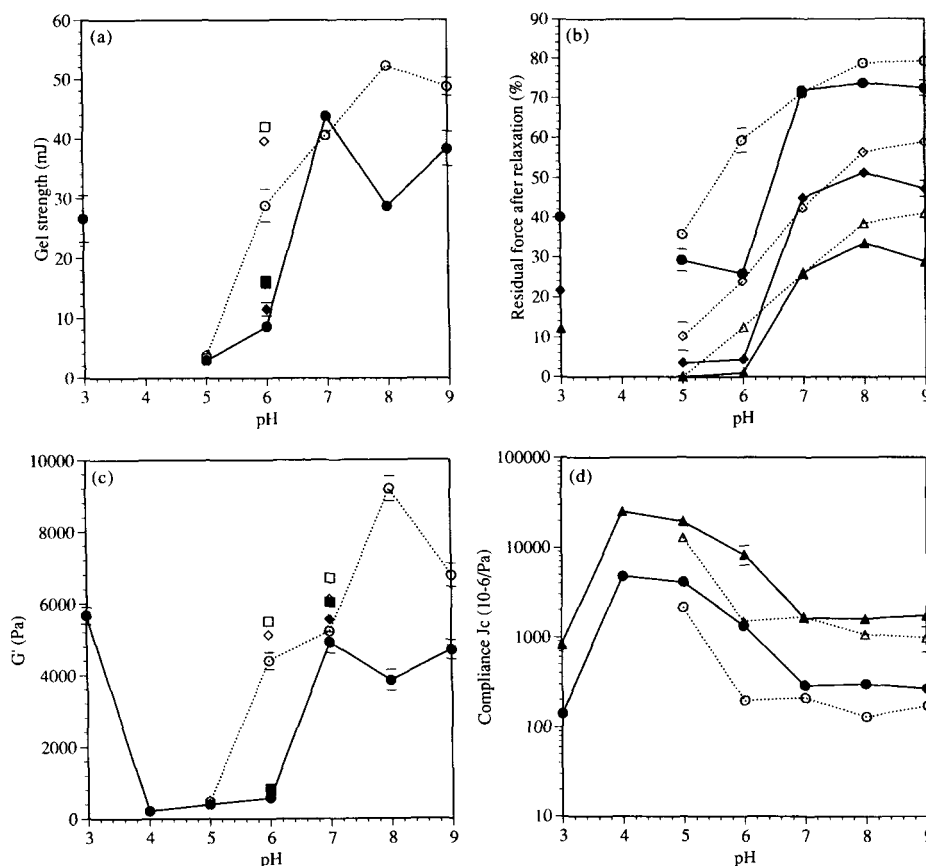 (a)
Gel strength (mJ)
60
50
40
30
20
10
0
3 4 5 6 7 8 9
pH
(b)
Residual force after relaxation (%)
90
80
70
60
50
40
30
20
10
0
3 4 5 6 7 8 9
pH
(c)
G' (Pa)
10000
8000
6000
4000
2000
0
3 4 5 6 7 8 9
pH
(d)
Compliance Jc (10-6/Pa)
100000
10000
1000
100
10
3 4 5 6 7 8 9
pH